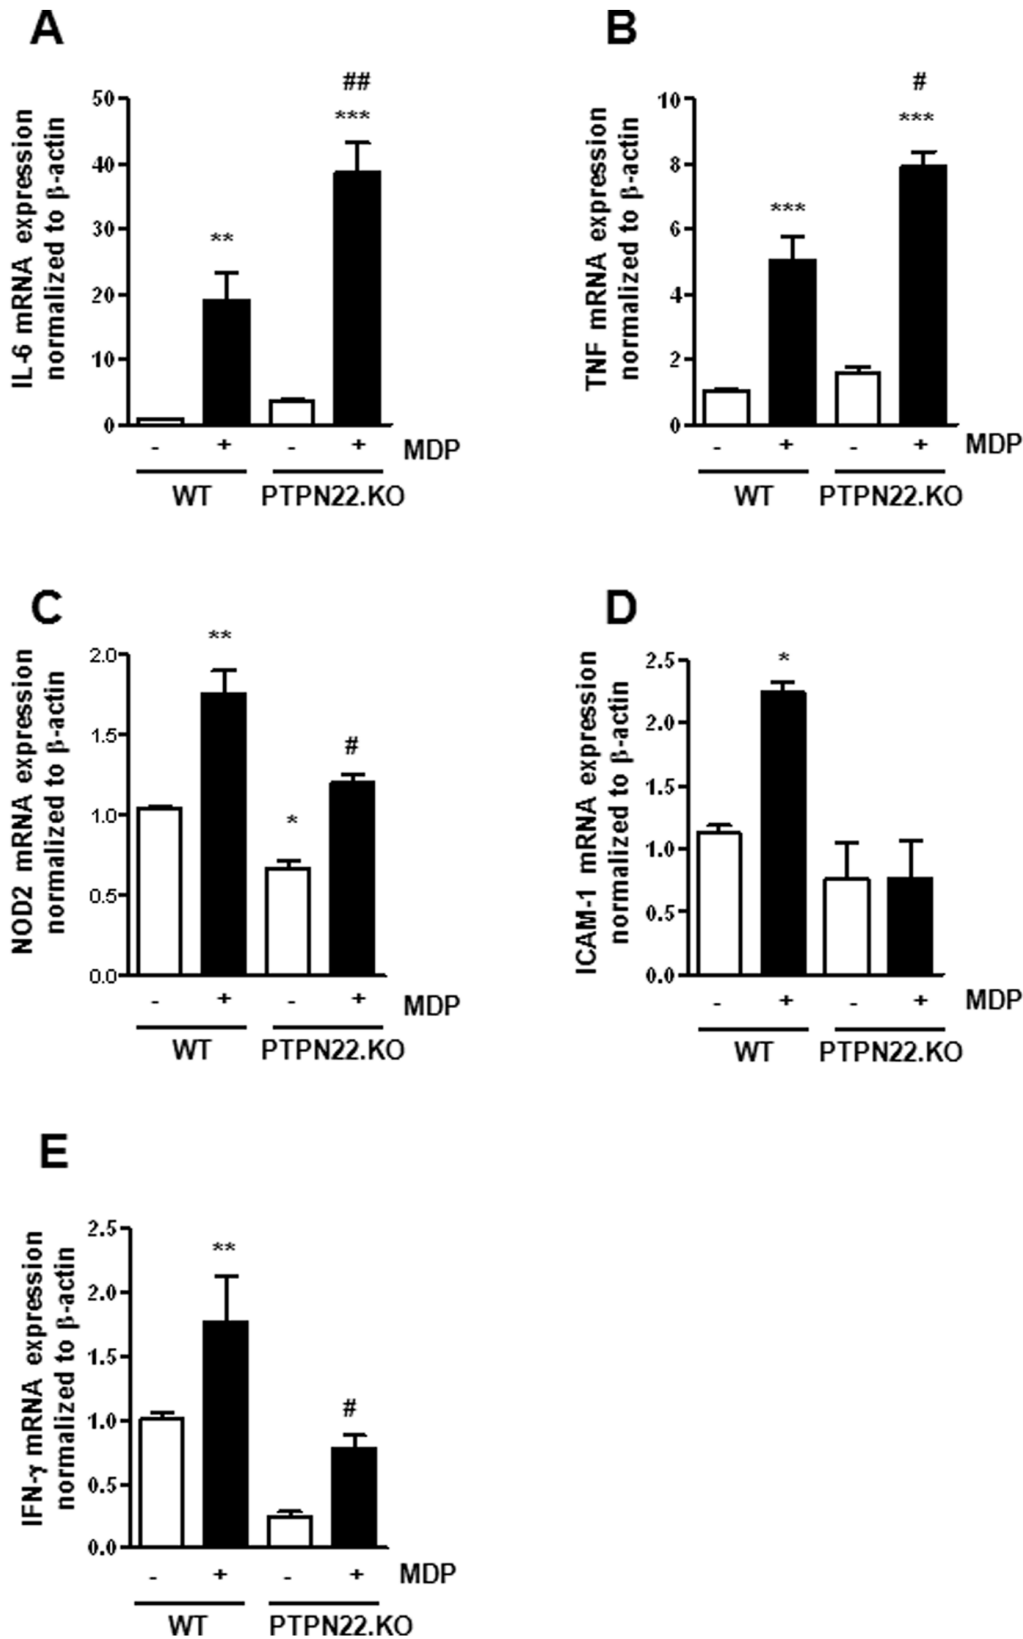 A
IL-6 mRNA expression
normalized to β-actin
50
40
30
20
10
0
##
***
**
- + - + MDP
WT PTPN22.KO
B
TNF mRNA expression
normalized to β-actin
10
8
6
4
2
0
#
***
***
- + - + MDP
WT PTPN22.KO
C
NOD2 mRNA expression
normalized to β-actin
2.0
1.5
1.0
0.5
0.0
**
#
*
- + - + MDP
WT PTPN22.KO
D
ICAM-1 mRNA expression
normalized to β-actin
2.5
2.0
1.5
1.0
0.5
0.0
*
- + - + MDP
WT PTPN22.KO
E
IFN-γ mRNA expression
normalized to β-actin
2.5
2.0
1.5
1.0
0.5
0.0
**
#
- + - + MDP
WT PTPN22.KO